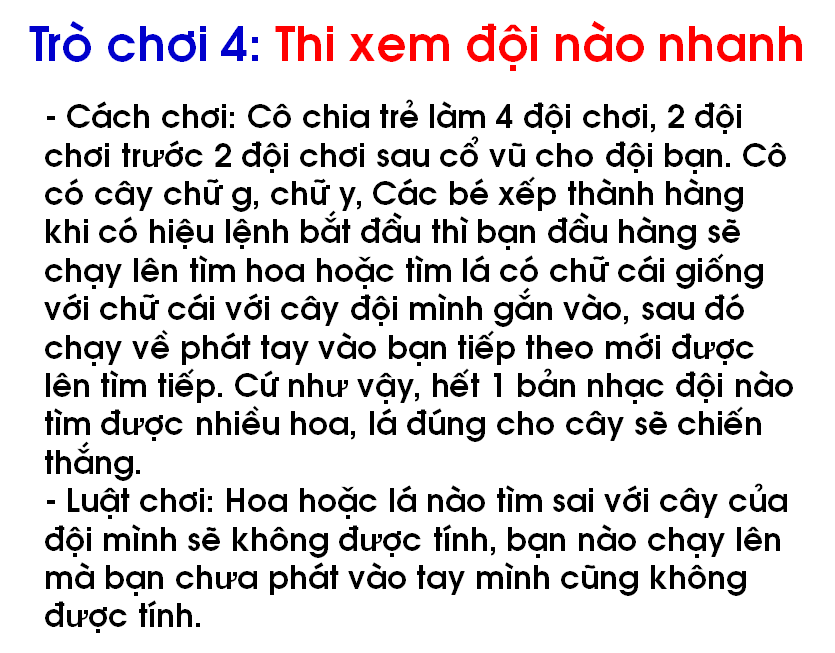 Trò chơi 4: Thi xem đội nào nhanh
- Cách chơi: Cô chia trẻ làm 4 đội chơi, 2 đội
chơi trước 2 đội chơi sau cổ vũ cho đội bạn. Cô
có cây chữ g, chữ y, Các bé xếp thành hàng
khi có hiệu lệnh bắt đầu thì bạn đầu hàng sẽ
chạy lên tìm hoa hoặc tìm lá có chữ cái giống
với chữ cái với cây đội mình gắn vào, sau đó
chạy về phát tay vào bạn tiếp theo mới được
lên tìm tiếp. Cứ như vậy, hết 1 bản nhạc đội nào
tìm được nhiều hoa, lá đúng cho cây sẽ chiến
thắng.
- Luật chơi: Hoa hoặc lá nào tìm sai với cây của
đội mình sẽ không được tính, bạn nào chạy lên
mà bạn chưa phát vào tay mình cũng không
được tính.